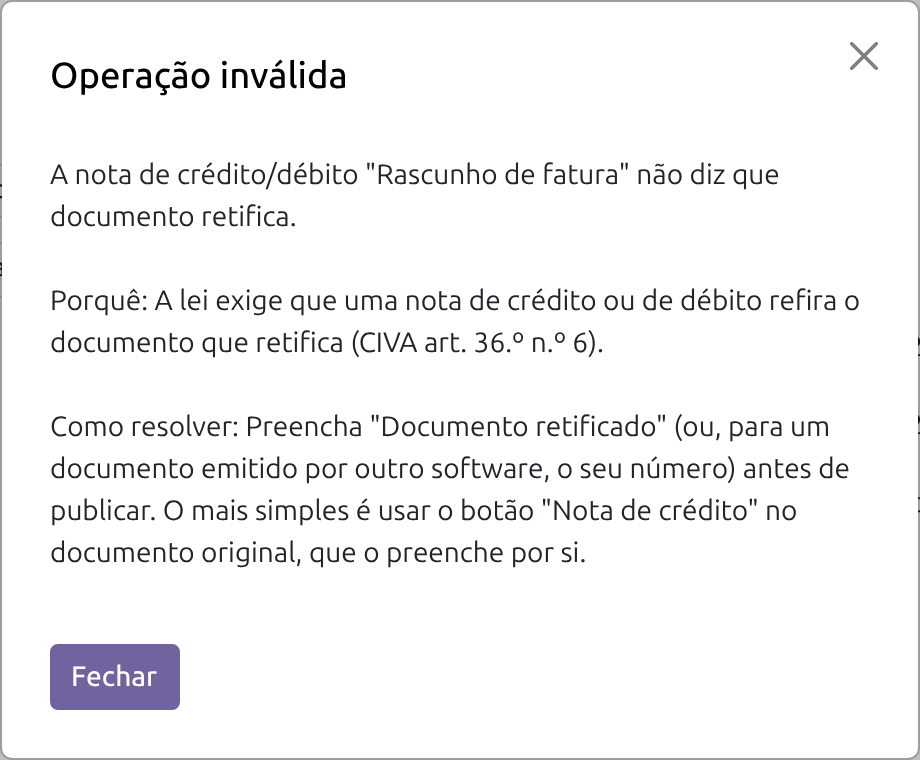 Operação inválida
A nota de crédito/débito "Rascunho de fatura" não diz que
documento retifica.
Porquê: A lei exige que uma nota de crédito ou de débito refira o
documento que retifica (CIVA art. 36.º n.º 6).
Como resolver: Preencha "Documento retificado" (ou, para um
documento emitido por outro software, o seu número) antes de
publicar. O mais simples é usar o botão "Nota de crédito" no
documento original, que o preenche por si.
Fechar